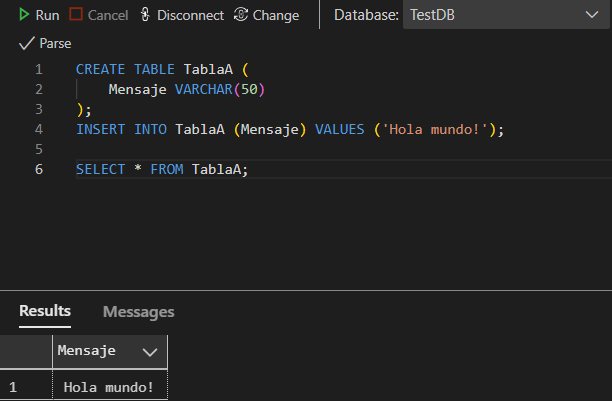 Run Cancel Disconnect Change Database: TestDB
Parse
1 CREATE TABLE TablaA (
2 Mensaje VARCHAR(50)
3 );
4 INSERT INTO TablaA (Mensaje) VALUES ('Hola mundo!');
5
6 SELECT * FROM TablaA;
Results Messages
Mensaje
1 Hola mundo!